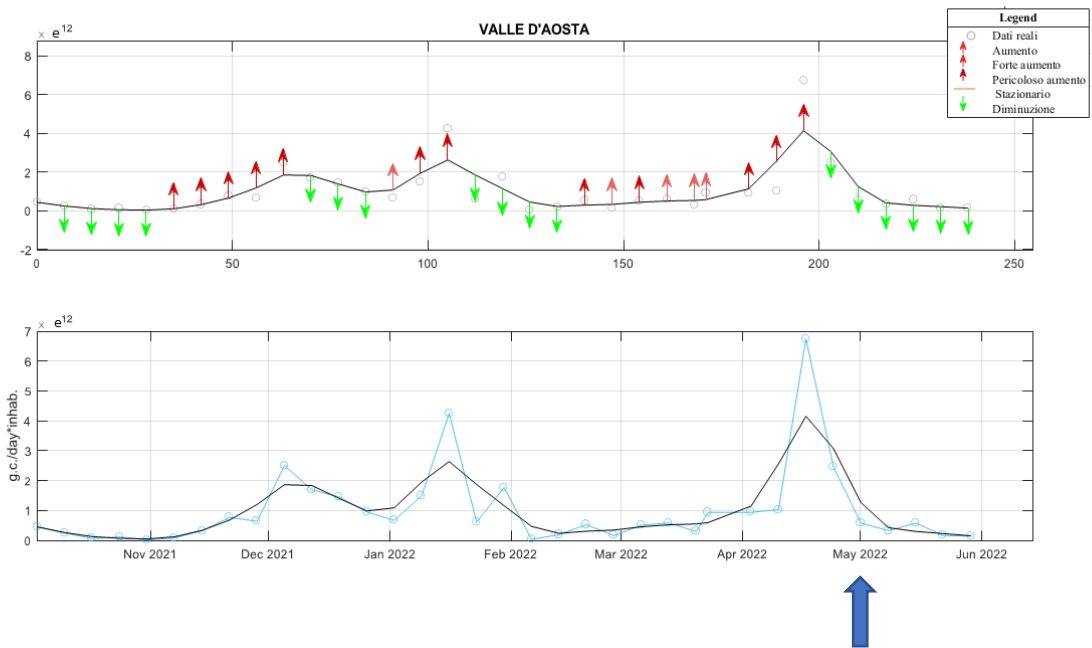 VALLE D'AOSTA
× e12
8
6
4
2
0
-2
0
50
100
150
200
250
Legend
Dati reali
Aumento
Forte aumento
Pericoloso aumento
Stazionario
Diminuzione
× e12
7
6
5
4
3
2
1
0
g.c./day*inhab.
Nov 2021
Dec 2021
Jan 2022
Feb 2022
Mar 2022
Apr 2022
May 2022
Jun 2022